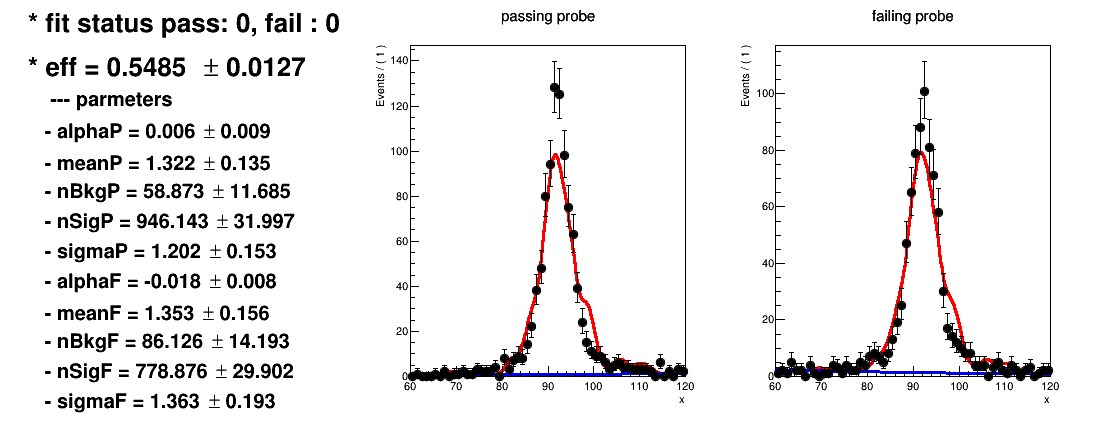 * fit status pass: 0, fail : 0
* eff = 0.5485 ± 0.0127
--- parmeters
- alphaP = 0.006 ± 0.009
- meanP = 1.322 ± 0.135
- nBkgP = 58.873 ± 11.685
- nSigP = 946.143 ± 31.997
- sigmaP = 1.202 ± 0.153
- alphaF = -0.018 ± 0.008
- meanF = 1.353 ± 0.156
- nBkgF = 86.126 ± 14.193
- nSigF = 778.876 ± 29.902
- sigmaF = 1.363 ± 0.193
passing probe
Events / ( 1 )
140
120
100
80
60
40
20
0
60 70 80 90 100 110 120
x
failing probe
Events / ( 1 )
100
80
60
40
20
0
60 70 80 90 100 110 120
x